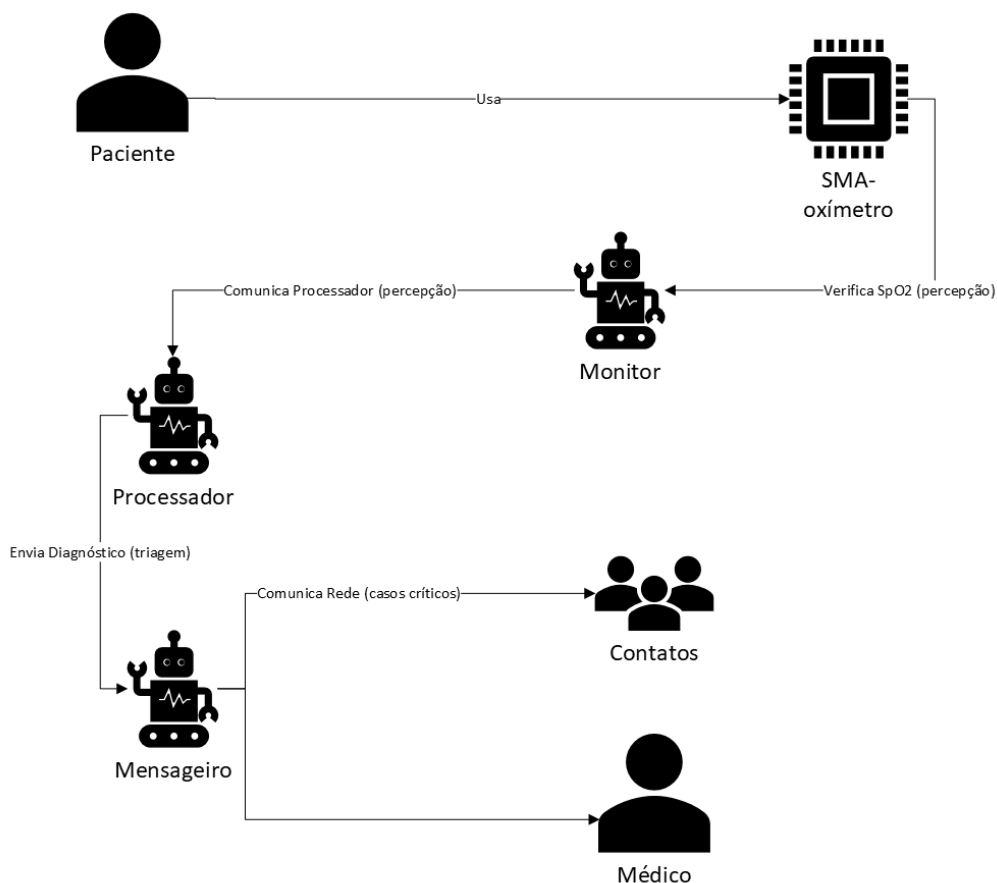 Usa
Paciente
SMA-
oxímetro
Comunica Processador (percepção)
Verifica SpO2 (percepção)
Monitor
Processador
Envia Diagnóstico (triagem)
Comunica Rede (casos críticos)
Contatos
Mensageiro
Médico